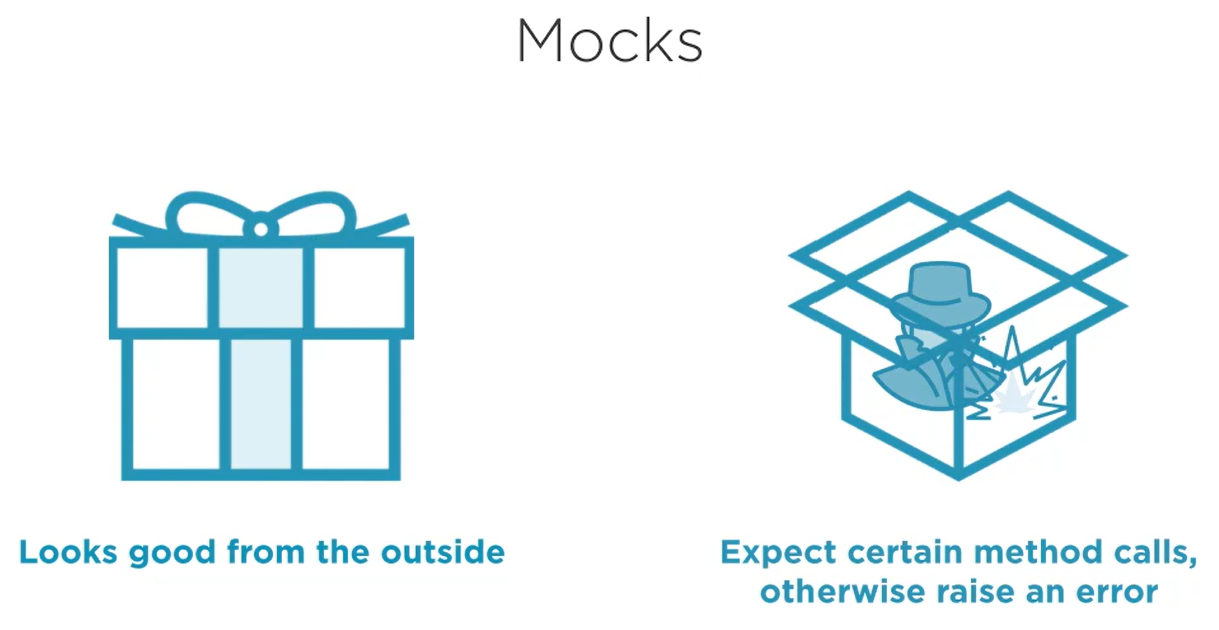 Mocks
Looks good from the outside
Expect certain method calls,
otherwise raise an error